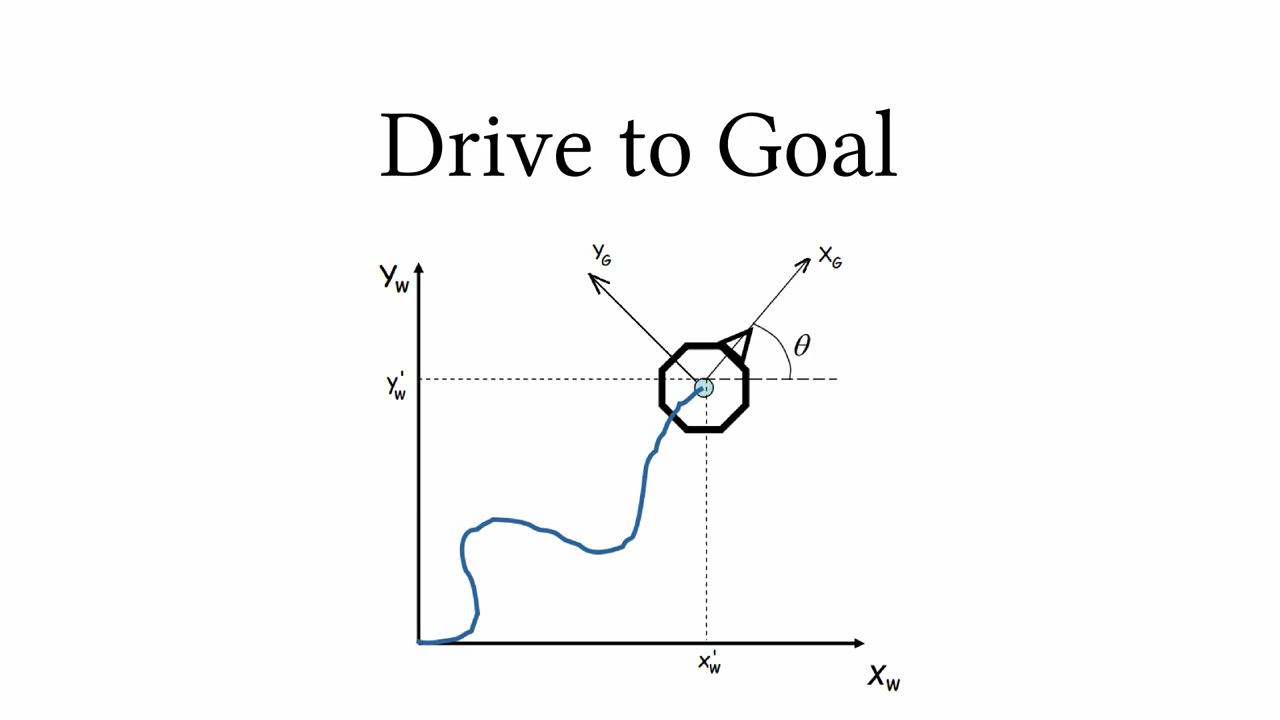 Drive to Goal
Y_G
X_G
Y_W
θ
y'_W
x'_W
X_W